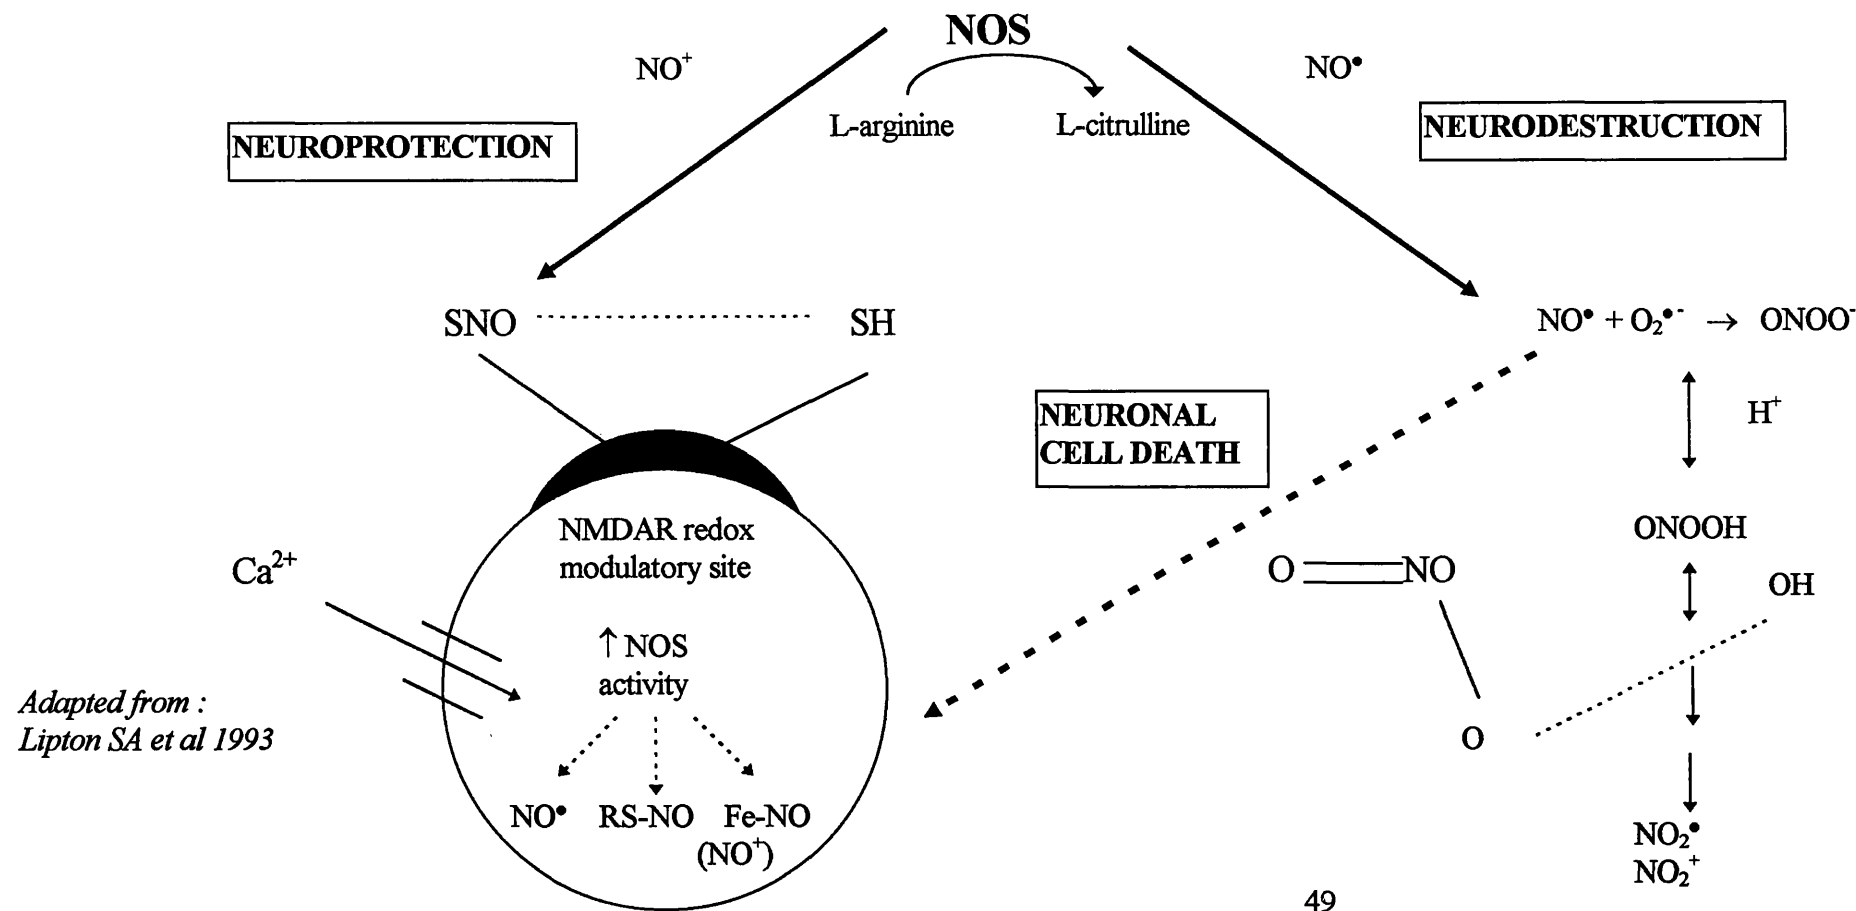 NOS
NO⁺
NO•
L-arginine
L-citrulline
NEUROPROTECTION
NEURODESTRUCTION
SNO
SH
NO• + O₂•⁻ → ONOO⁻
H⁺
NEURONAL
CELL DEATH
NMDAR redox
modulatory site
Ca²⁺
ONOOH
O
NO
OH
↑ NOS
activity
Adapted from :
Lipton SA et al 1993
O
NO•
RS-NO
Fe-NO
(NO⁺)
NO₂•
NO₂⁺
49